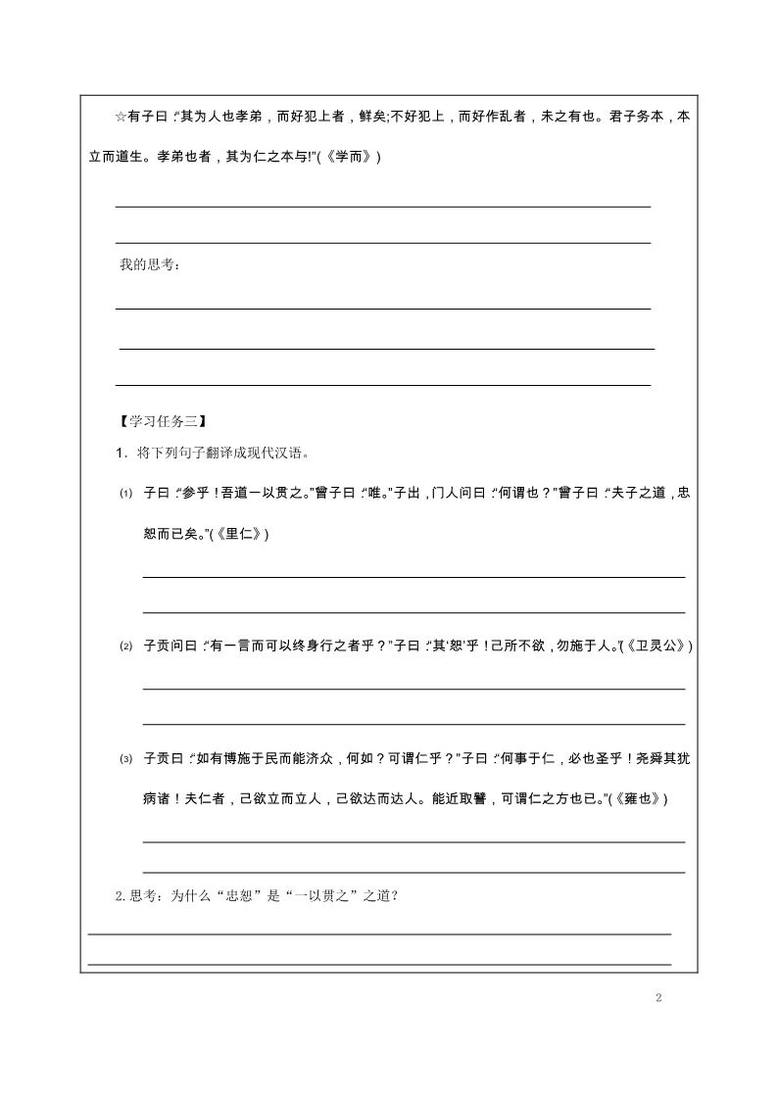 ☆有子曰:“其为人也孝弟，而好犯上者，鲜矣;不好犯上，而好作乱者，未之有也。君子务本，本
立而道生。孝弟也者，其为仁之本与!”(《学而》)
我的思考：
【学习任务三】
1．将下列句子翻译成现代汉语。
⑴ 子曰:“参乎！吾道一以贯之。”曾子曰:“唯。”子出，门人问曰:“何谓也？”曾子曰:“夫子之道，忠
恕而已矣。”(《里仁》)
⑵ 子贡问曰:“有一言而可以终身行之者乎？”子曰:“其‘恕’乎！己所不欲，勿施于人。”(《卫灵公》)
⑶ 子贡曰:“如有博施于民而能济众，何如？可谓仁乎？”子曰:“何事于仁，必也圣乎！尧舜其犹
病诸！夫仁者，己欲立而立人，己欲达而达人。能近取譬，可谓仁之方也已。”(《雍也》)
2.思考：为什么“忠恕”是“一以贯之”之道？
2